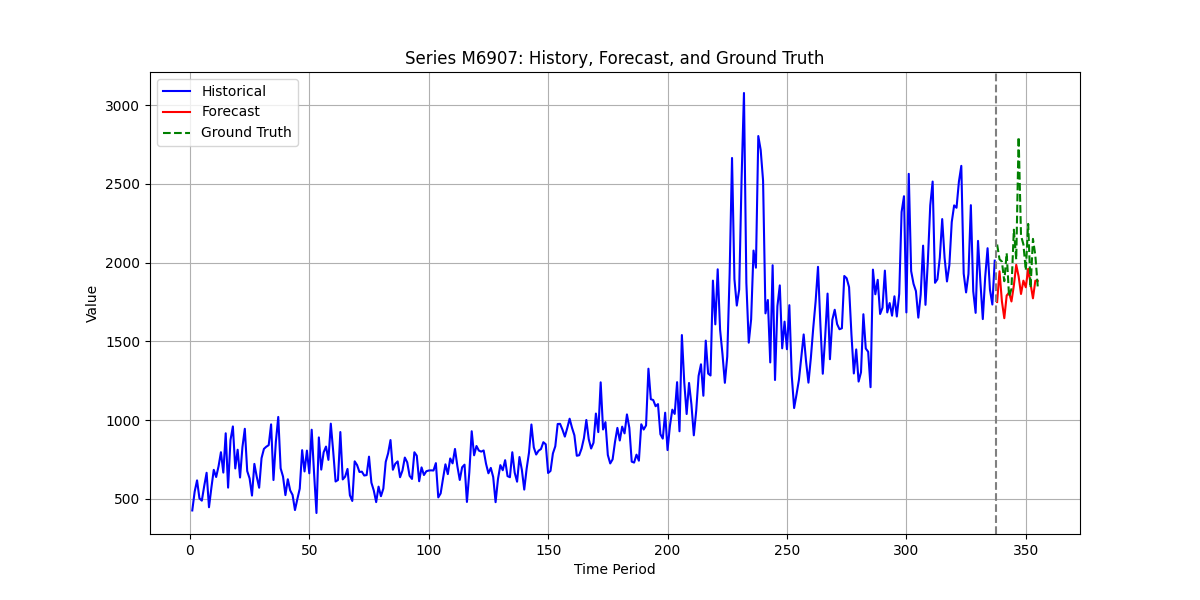 Series M6907: History, Forecast, and Ground Truth
Historical
Forecast
Ground Truth
3000
2500
2000
1500
1000
500
Value
0 50 100 150 200 250 300 350
Time Period